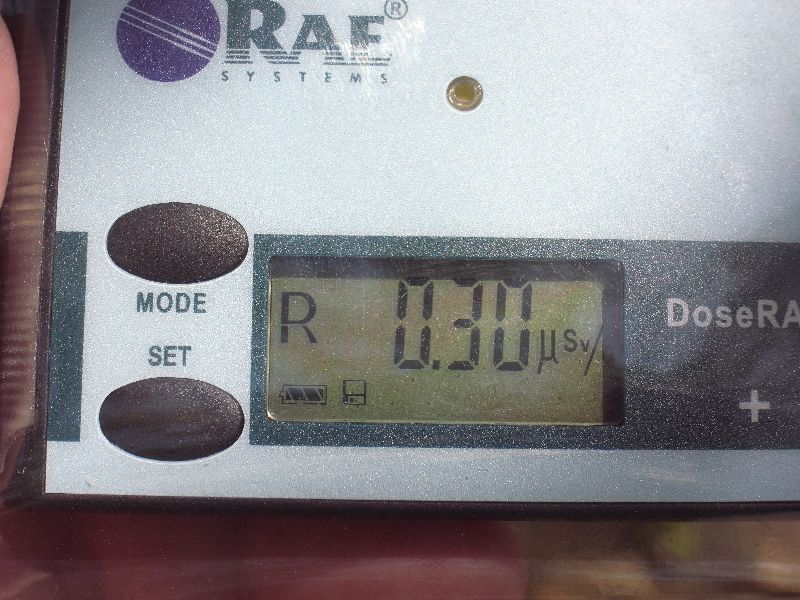 RAE®
SYSTEMS
MODE
SET
R 0.30 µSv/
DoseRA
+